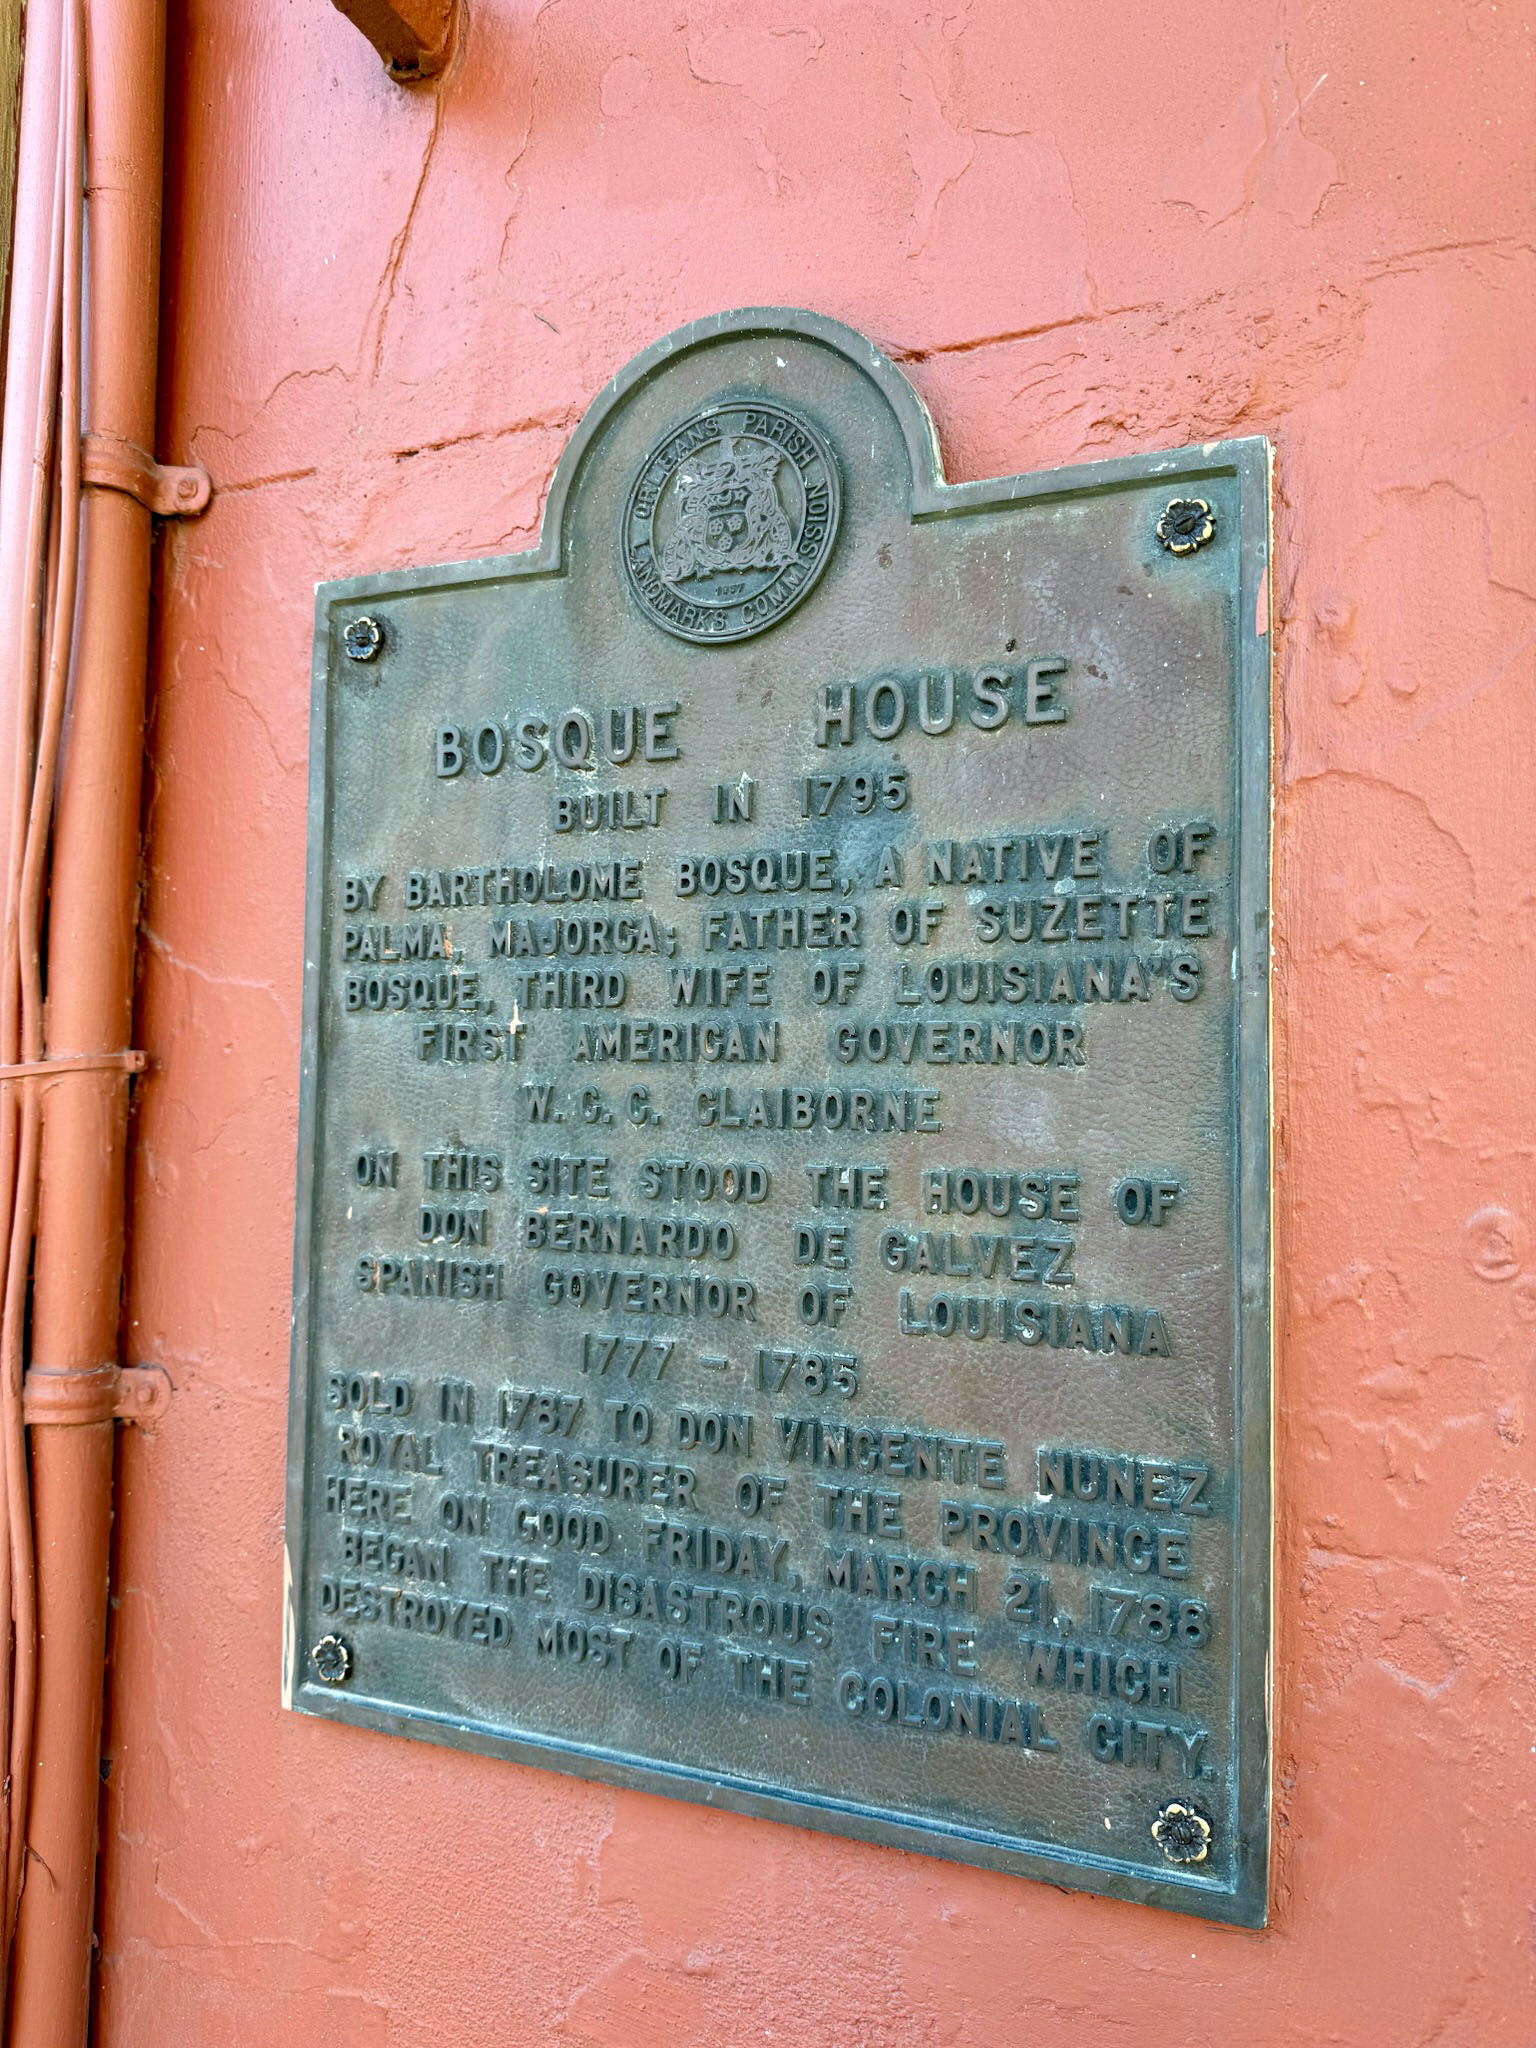 ORLEANS PARISH
LANDMARKS COMMISSION
1957
BOSQUE HOUSE
BUILT IN 1795
BY BARTHOLOME BOSQUE, A NATIVE OF
PALMA, MAJORCA; FATHER OF SUZETTE
BOSQUE, THIRD WIFE OF LOUISIANA'S
FIRST AMERICAN GOVERNOR
W. C. C. CLAIBORNE
ON THIS SITE STOOD THE HOUSE OF
DON BERNARDO DE GALVEZ
SPANISH GOVERNOR OF LOUISIANA
1777 - 1785
SOLD IN 1787 TO DON VINCENTE NUNEZ
ROYAL TREASURER OF THE PROVINCE
HERE ON GOOD FRIDAY, MARCH 21, 1788
BEGAN THE DISASTROUS FIRE WHICH
DESTROYED MOST OF THE COLONIAL CITY.